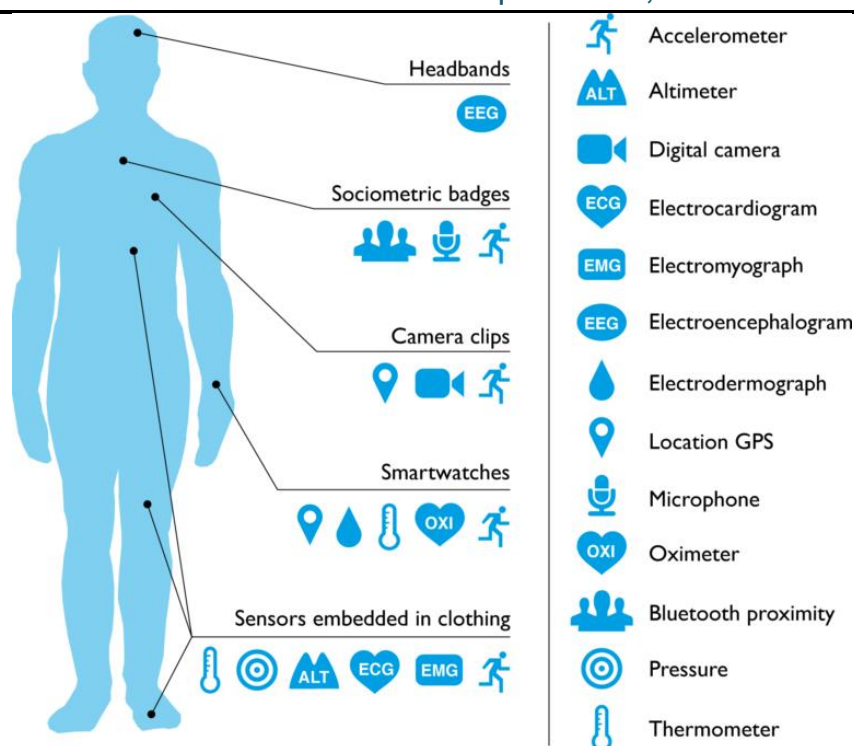 Headbands
EEG
Sociometric badges
Camera clips
Smartwatches
OXI
Sensors embedded in clothing
ALT
ECG
EMG
Accelerometer
ALT
Altimeter
Digital camera
ECG
Electrocardiogram
EMG
Electromyograph
EEG
Electroencephalogram
Electrodermograph
Location GPS
Microphone
OXI
Oximeter
Bluetooth proximity
Pressure
Thermometer